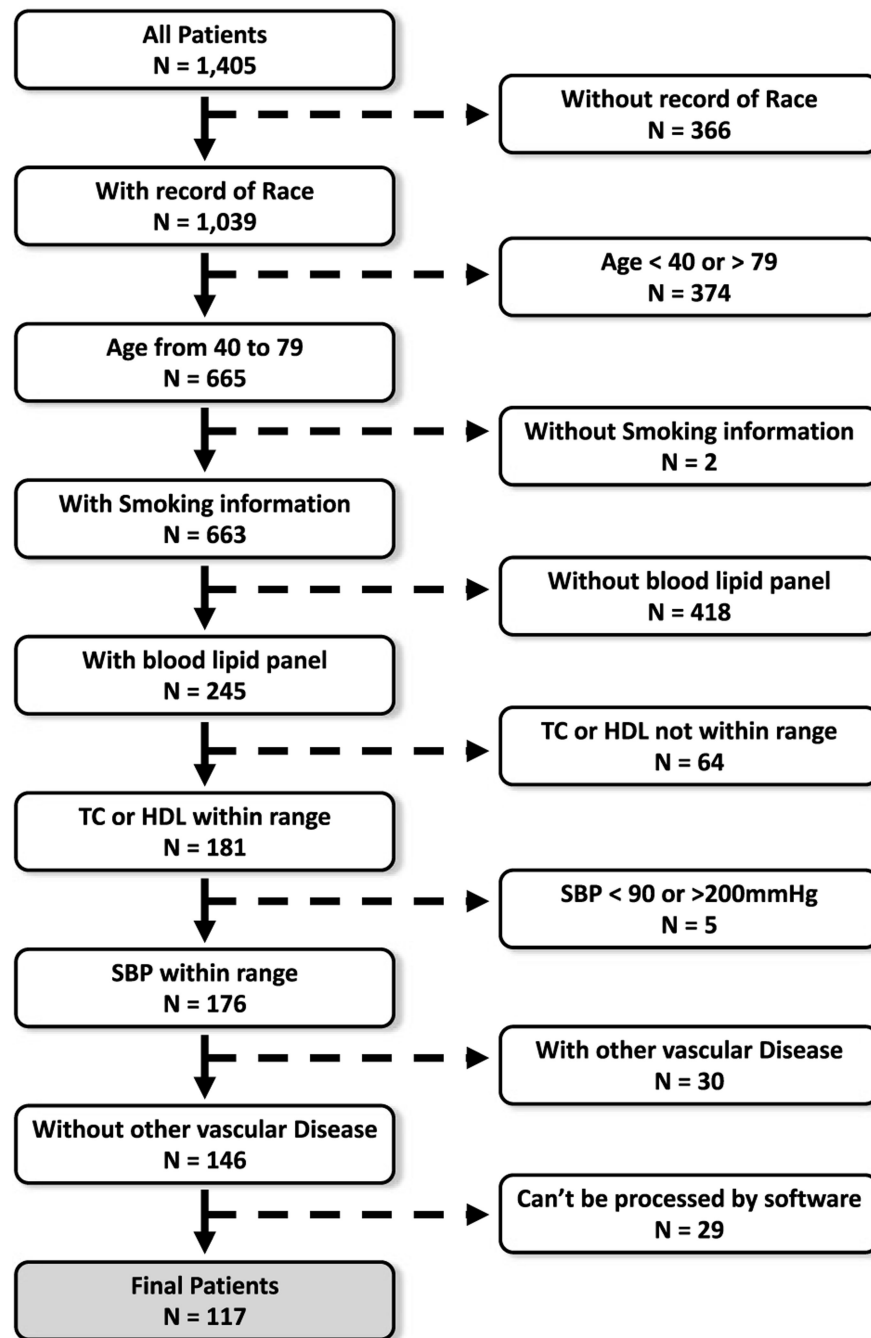 All Patients
N = 1,405
Without record of Race
N = 366
With record of Race
N = 1,039
Age < 40 or > 79
N = 374
Age from 40 to 79
N = 665
Without Smoking information
N = 2
With Smoking information
N = 663
Without blood lipid panel
N = 418
With blood lipid panel
N = 245
TC or HDL not within range
N = 64
TC or HDL within range
N = 181
SBP < 90 or >200mmHg
N = 5
SBP within range
N = 176
With other vascular Disease
N = 30
Without other vascular Disease
N = 146
Can't be processed by software
N = 29
Final Patients
N = 117